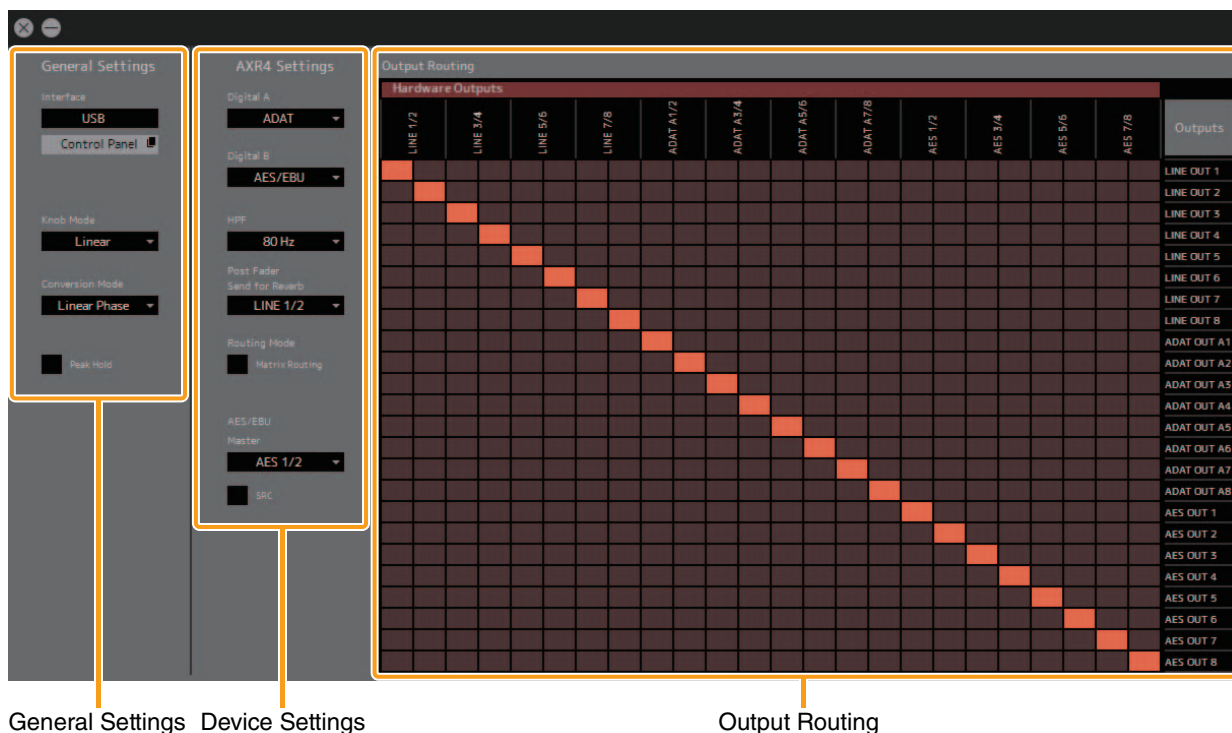 General Settings
Interface
USB
Control Panel
Knob Mode
Linear
Conversion Mode
Linear Phase
Peak Hold
AXR4 Settings
Digital A
ADAT
Digital B
AES/EBU
HPF
80 Hz
Post Fader
Send for Reverb
LINE 1/2
Routing Mode
Matrix Routing
AES/EBU
Master
AES 1/2
SRC
Output Routing
Hardware Outputs
LINE 1/2
LINE 3/4
LINE 5/6
LINE 7/8
ADAT A1/2
ADAT A3/4
ADAT A5/6
ADAT A7/8
AES 1/2
AES 3/4
AES 5/6
AES 7/8
Outputs
LINE OUT 1
LINE OUT 2
LINE OUT 3
LINE OUT 4
LINE OUT 5
LINE OUT 6
LINE OUT 7
LINE OUT 8
ADAT OUT A1
ADAT OUT A2
ADAT OUT A3
ADAT OUT A4
ADAT OUT A5
ADAT OUT A6
ADAT OUT A7
ADAT OUT A8
AES OUT 1
AES OUT 2
AES OUT 3
AES OUT 4
AES OUT 5
AES OUT 6
AES OUT 7
AES OUT 8
General Settings
Device Settings
Output Routing